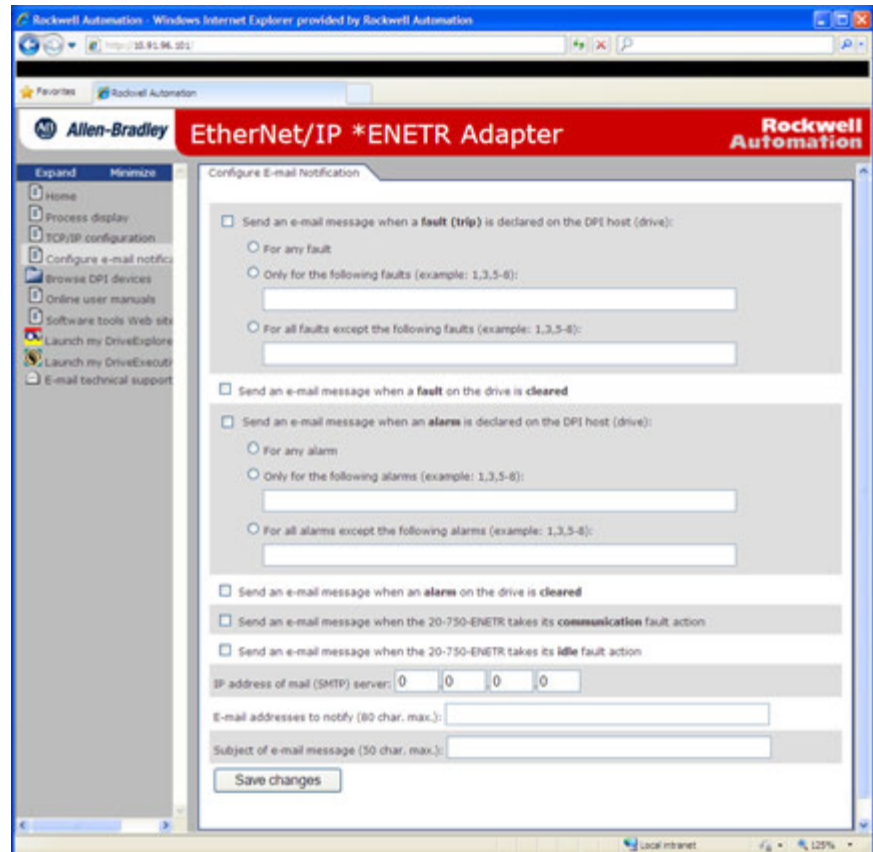 Rockwell Automation - Windows Internet Explorer provided by Rockwell Automation
http://10.91.96.101/
Favorites Rockwell Automation
AB Allen-Bradley EtherNet/IP *ENETR Adapter Rockwell Automation
Expand Minimize
Home
Process display
TCP/IP configuration
Configure e-mail notific
Browse DPI devices
Online user manuals
Software tools Web site
Launch my DriveExplore
Launch my DriveExecuti
E-mail technical support
Configure E-mail Notification
Send an e-mail message when a fault (trip) is declared on the DPI host (drive):
For any fault
Only for the following faults (example: 1,3,5-8):
For all faults except the following faults (example: 1,3,5-8):
Send an e-mail message when a fault on the drive is cleared
Send an e-mail message when an alarm is declared on the DPI host (drive):
For any alarm
Only for the following alarms (example: 1,3,5-8):
For all alarms except the following alarms (example: 1,3,5-8):
Send an e-mail message when an alarm on the drive is cleared
Send an e-mail message when the 20-750-ENETR takes its communication fault action
Send an e-mail message when the 20-750-ENETR takes its idle fault action
IP address of mail (SMTP) server: 0 .0 .0 .0
E-mail addresses to notify (80 char. max.):
Subject of e-mail message (50 char. max.):
Save changes
Local intranet 125%